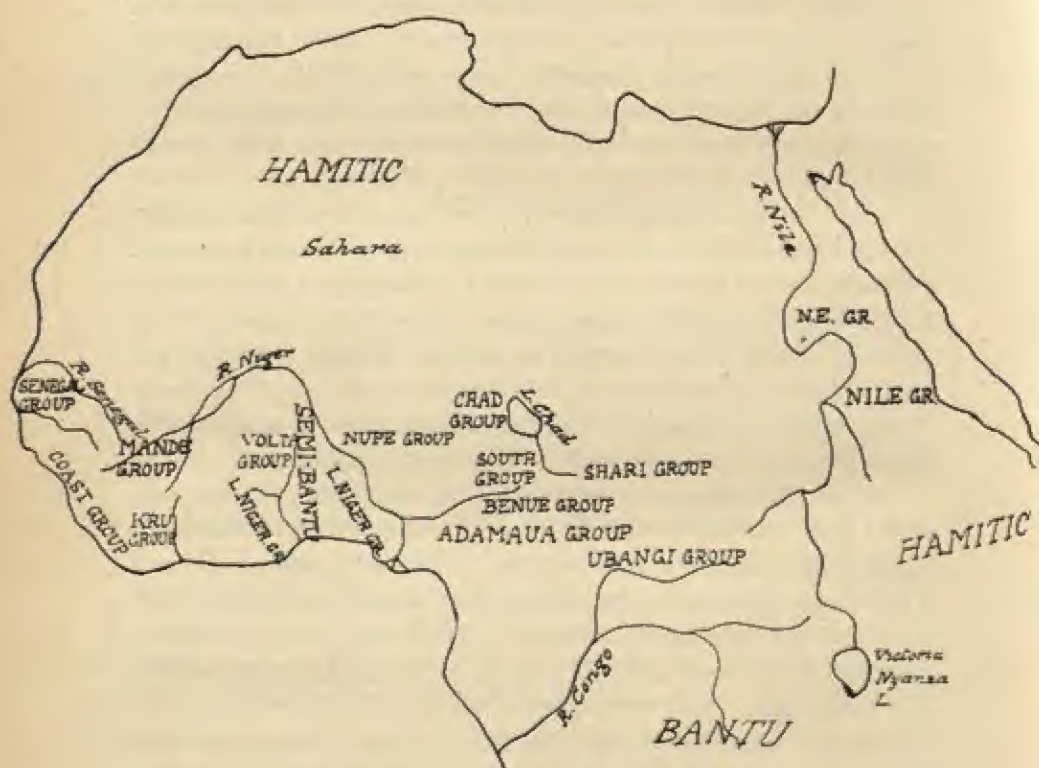 HAMITIC
Sahara
R. Nile
N.E. GR.
R. Niger
R. Senegal
SENEGAL
GROUP
NILE GR.
CHAD
GROUP
L. Chad
MANDE
GROUP
VOLTA
GROUP
SEMI-BANTU
NUPE GROUP
SOUTH
GROUP
SHARI GROUP
COAST GROUP
KRU
GROUP
L. NIGER GR.
L. NIGER GR.
BENUE GROUP
ADAMAUA GROUP
UBANGI GROUP
HAMITIC
R. Congo
Victoria
Nyanza
L.
BANTU